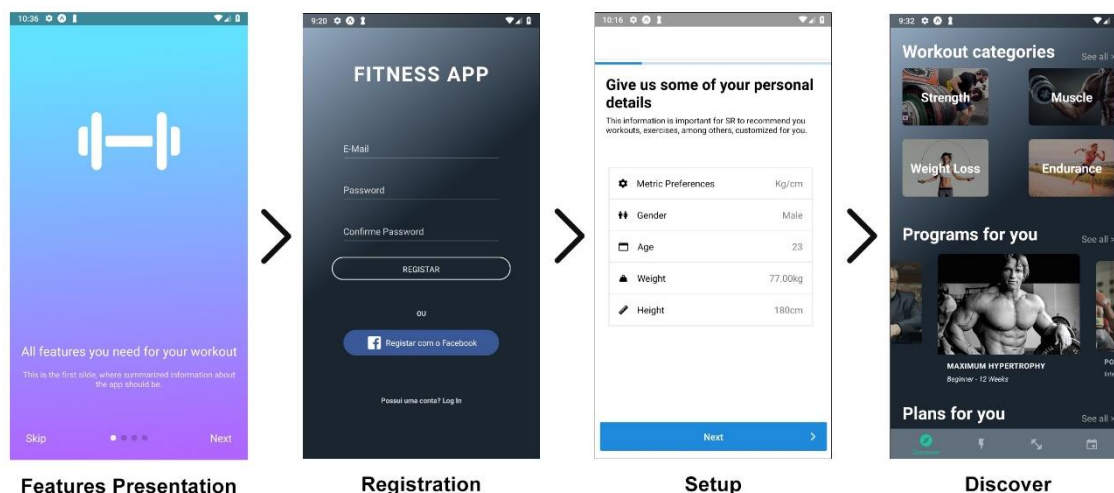 10:36
All features you need for your workout
This is the first slide, where summarized information about
the app should be.
Skip
Next
Features Presentation
9:20
FITNESS APP
E-Mail
Password
Confirme Password
REGISTAR
OU
Registar com o Facebook
Possui uma conta? Log In
Registration
10:16
Give us some of your personal
details
This information is important for SR to recommend you
workouts, exercises, among others, customized for you.
Metric Preferences Kg/cm
Gender Male
Age 23
Weight 77.00kg
Height 180cm
Next
Setup
9:32
Workout categories See all >
Strength
Muscle
Weight Loss
Endurance
Programs for you See all >
MAXIMUM HYPERTROPHY
Beginner - 12 Weeks
PO
Inte
Plans for you See all >
Discover
Discover